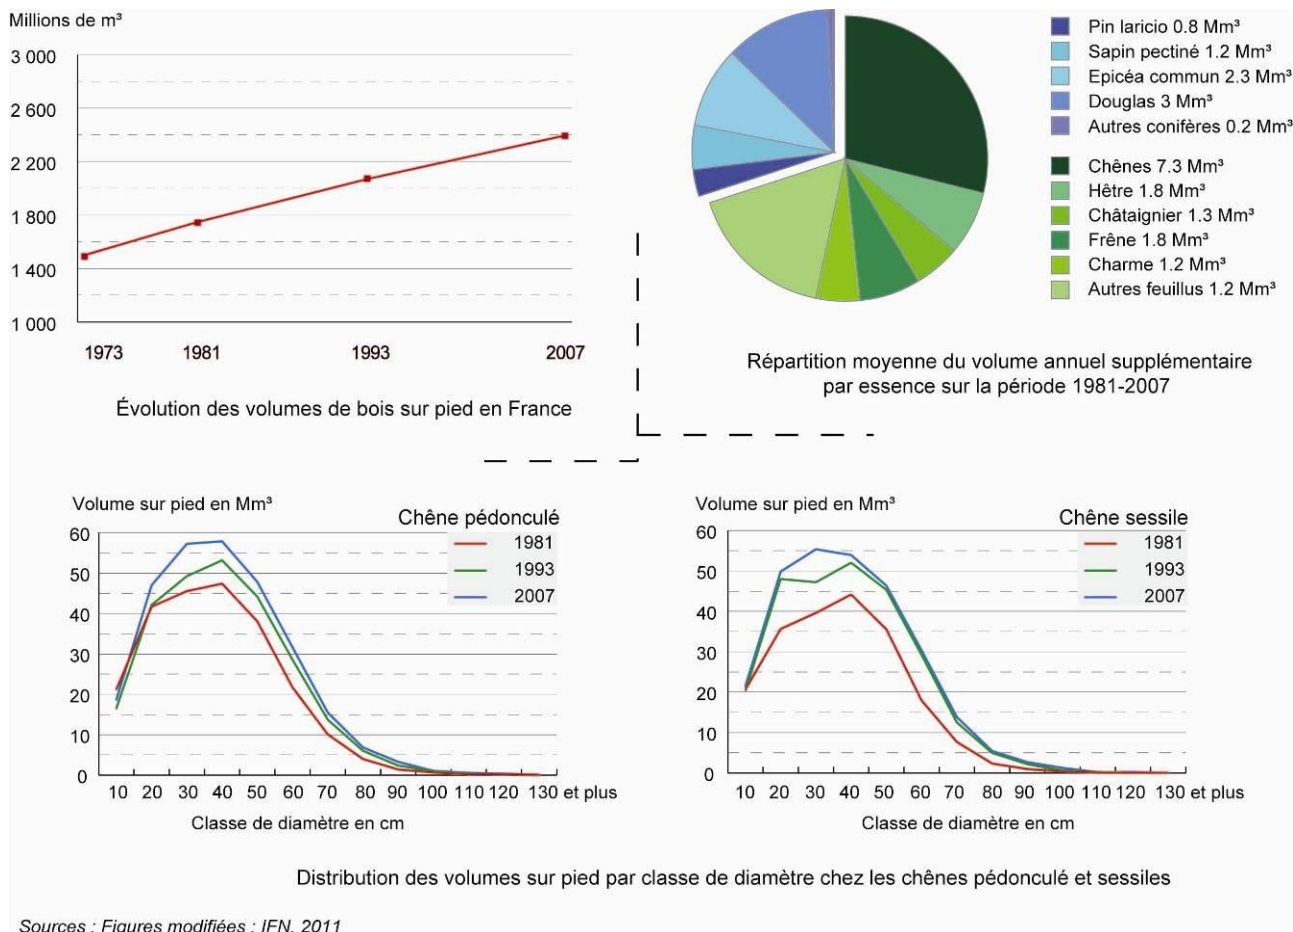 Millions de m³
3 000
2 600
2 200
1 800
1 400
1 000
1973 1981 1993 2007
Évolution des volumes de bois sur pied en France
Pin laricio 0.8 Mm³
Sapin pectiné 1.2 Mm³
Epicéa commun 2.3 Mm³
Douglas 3 Mm³
Autres conifères 0.2 Mm³
Chênes 7.3 Mm³
Hêtre 1.8 Mm³
Châtaignier 1.3 Mm³
Frêne 1.8 Mm³
Charme 1.2 Mm³
Autres feuillus 1.2 Mm³
Répartition moyenne du volume annuel supplémentaire
par essence sur la période 1981-2007
Volume sur pied en Mm³
Chêne pédonculé
1981
1993
2007
60
50
40
30
20
10
0
10 20 30 40 50 60 70 80 90 100 110 120 130 et plus
Classe de diamètre en cm
Volume sur pied en Mm³
Chêne sessile
1981
1993
2007
60
50
40
30
20
10
0
10 20 30 40 50 60 70 80 90 100 110 120 130 et plus
Classe de diamètre en cm
Distribution des volumes sur pied par classe de diamètre chez les chênes pédonculé et sessiles
Sources : Figures modifiées : IFN, 2011